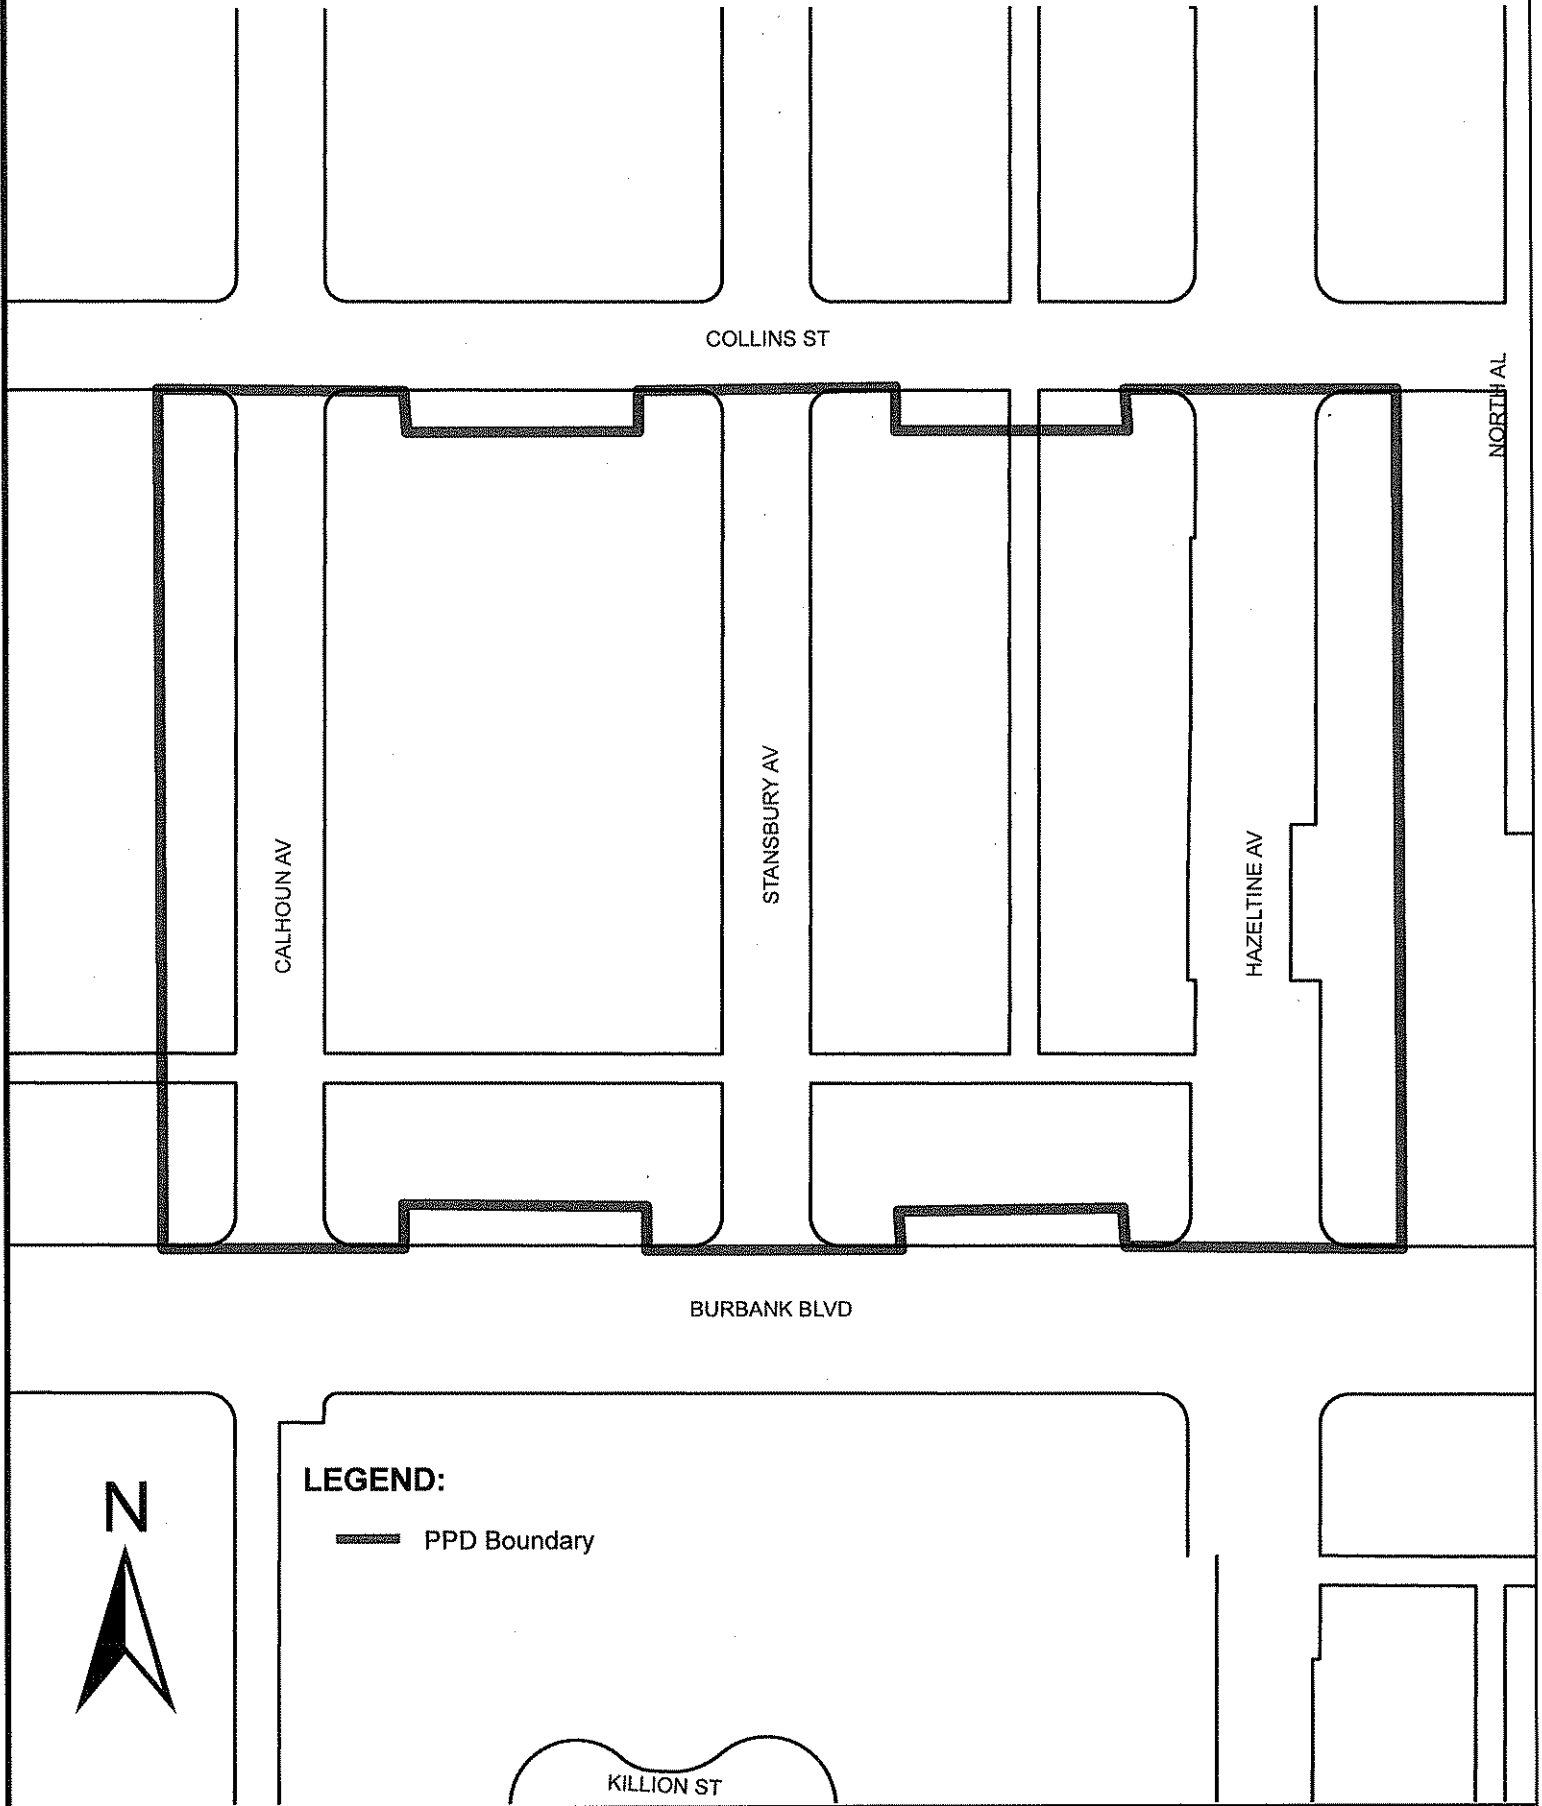 COLLINS ST
NORTH AL
STANSBURY AV
CALHOUN AV
HAZELTINE AV
BURBANK BLVD
LEGEND:
N
PPD Boundary
KILLION ST